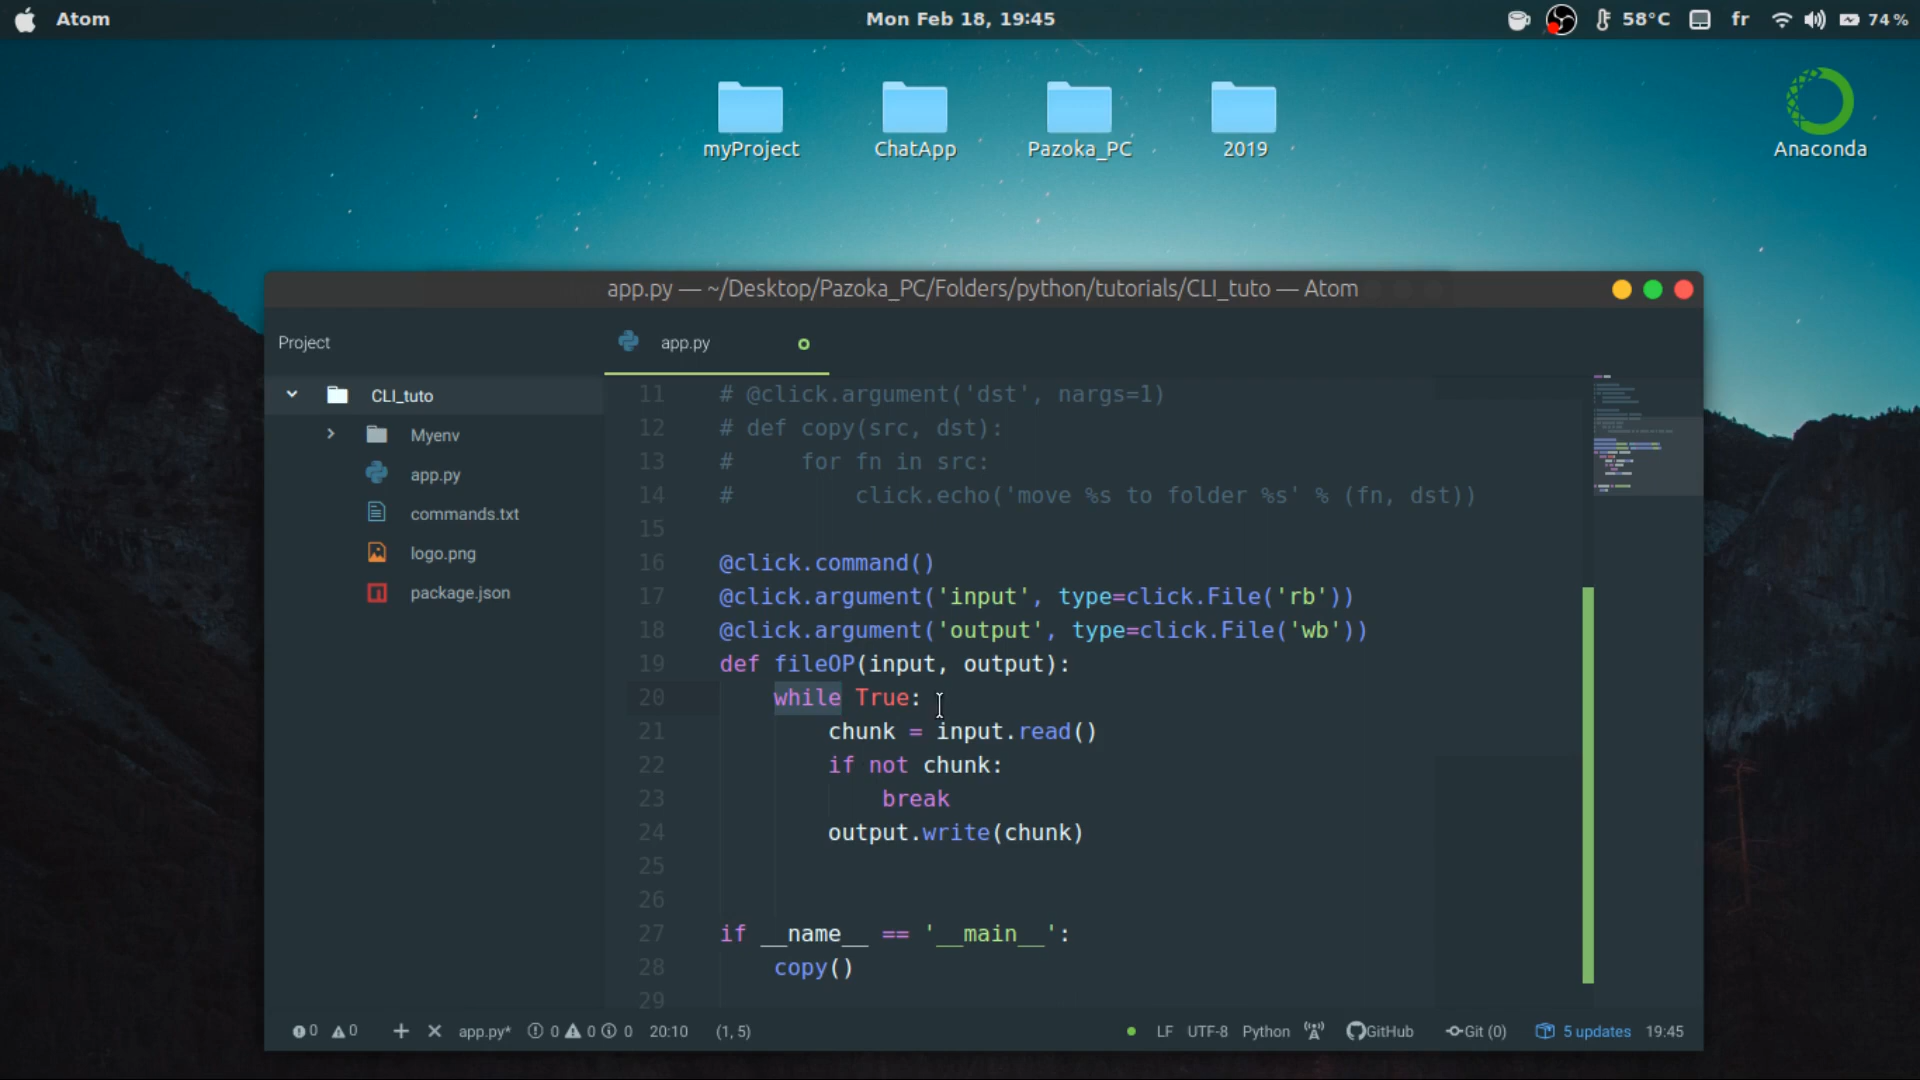 Atom
Mon Feb 18, 19:45
58°C
fr
74 %
myProject
ChatApp
Pazoka_PC
2019
Anaconda
app.py — ~/Desktop/Pazoka_PC/Folders/python/tutorials/CLI_tuto — Atom
Project
app.py
CLI_tuto
Myenv
app.py
commands.txt
logo.png
package.json
11 # @click.argument('dst', nargs=1)
12 # def copy(src, dst):
13 #     for fn in src:
14 #         click.echo('move %s to folder %s' % (fn, dst))
15
16 @click.command()
17 @click.argument('input', type=click.File('rb'))
18 @click.argument('output', type=click.File('wb'))
19 def fileOP(input, output):
20     while True:
21         chunk = input.read()
22         if not chunk:
23             break
24         output.write(chunk)
25
26
27 if __name__ == '__main__':
28     copy()
29
0 0 + × app.py* 0 0 0 20:10 (1, 5) LF UTF-8 Python GitHub Git (0) 5 updates 19:45